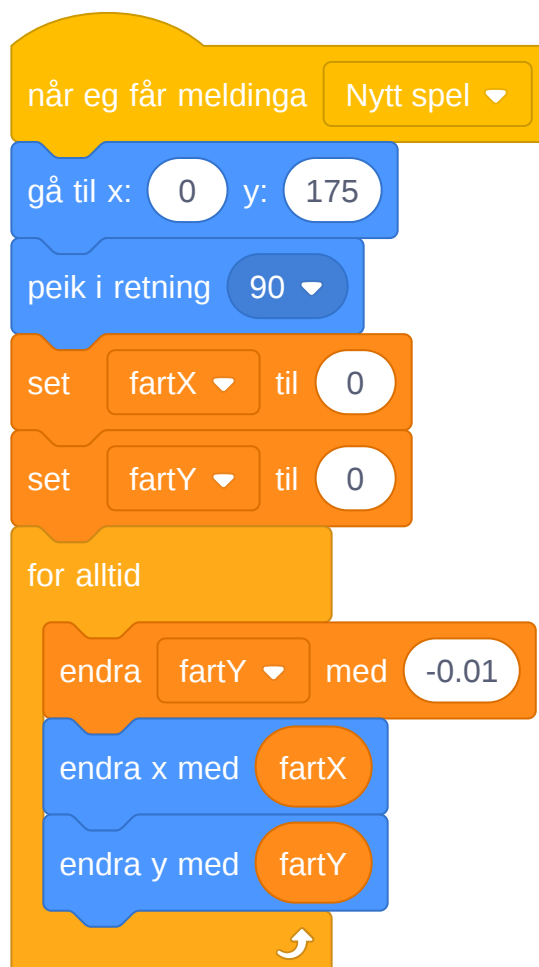 når eg får meldinga Nytt spel
gå til x: 0 y: 175
peik i retning 90
set fartX til 0
set fartY til 0
for alltid
endra fartY med -0.01
endra x med fartX
endra y med fartY